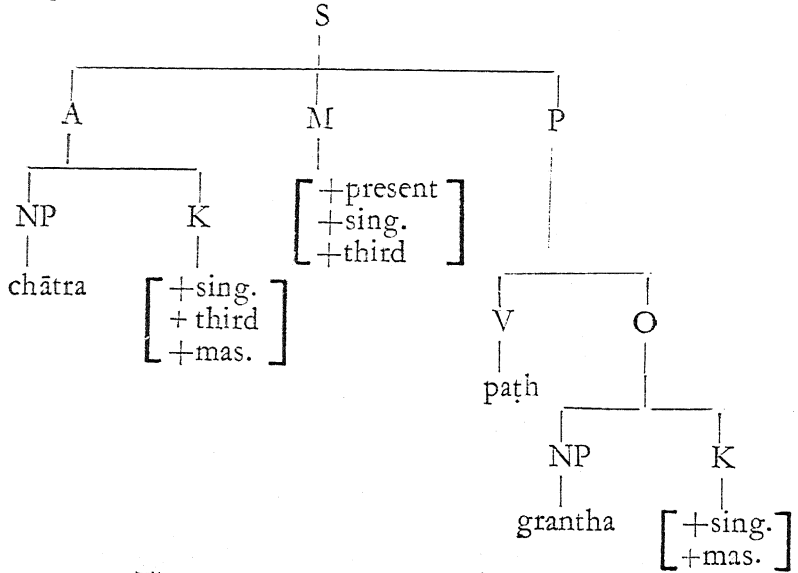 S
A M P
NP K
chātra
+present
+sing.
+third
+sing.
+ third
+mas.
V O
paṭh
NP K
grantha
+sing.
+mas.